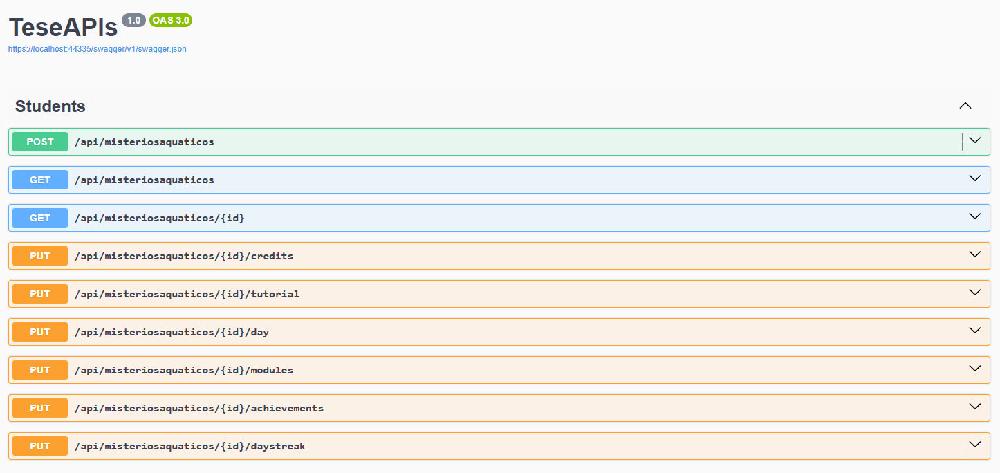 TeseAPIs 1.0 OAS 3.0
https://localhost:44335/swagger/v1/swagger.json
Students
POST /api/misteriosaquaticos
GET /api/misteriosaquaticos
GET /api/misteriosaquaticos/{id}
PUT /api/misteriosaquaticos/{id}/credits
PUT /api/misteriosaquaticos/{id}/tutorial
PUT /api/misteriosaquaticos/{id}/day
PUT /api/misteriosaquaticos/{id}/modules
PUT /api/misteriosaquaticos/{id}/achievements
PUT /api/misteriosaquaticos/{id}/daystreak